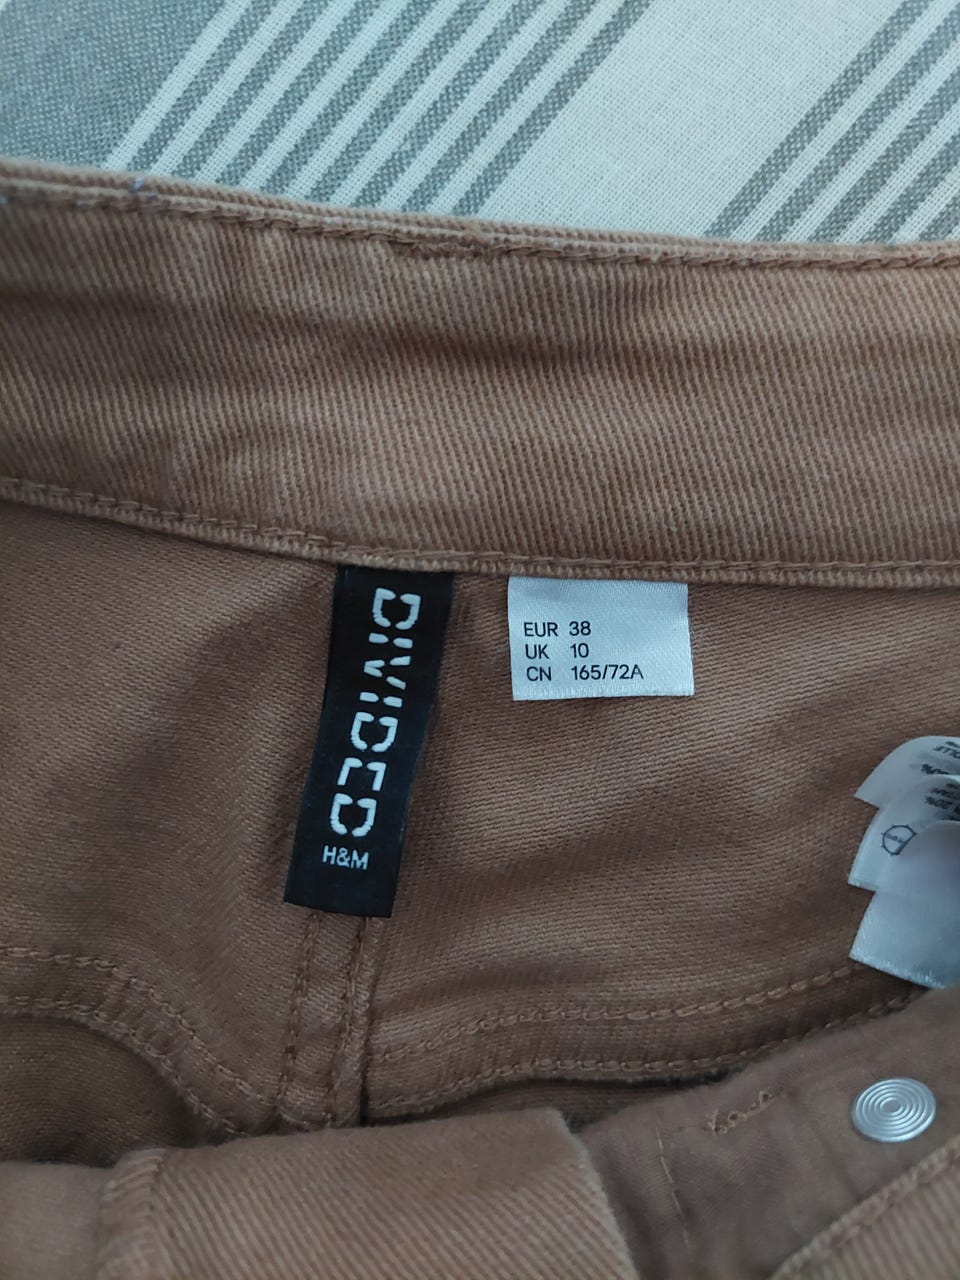 DIVIDED
H&M
EUR 38
UK 10
CN 165/72A